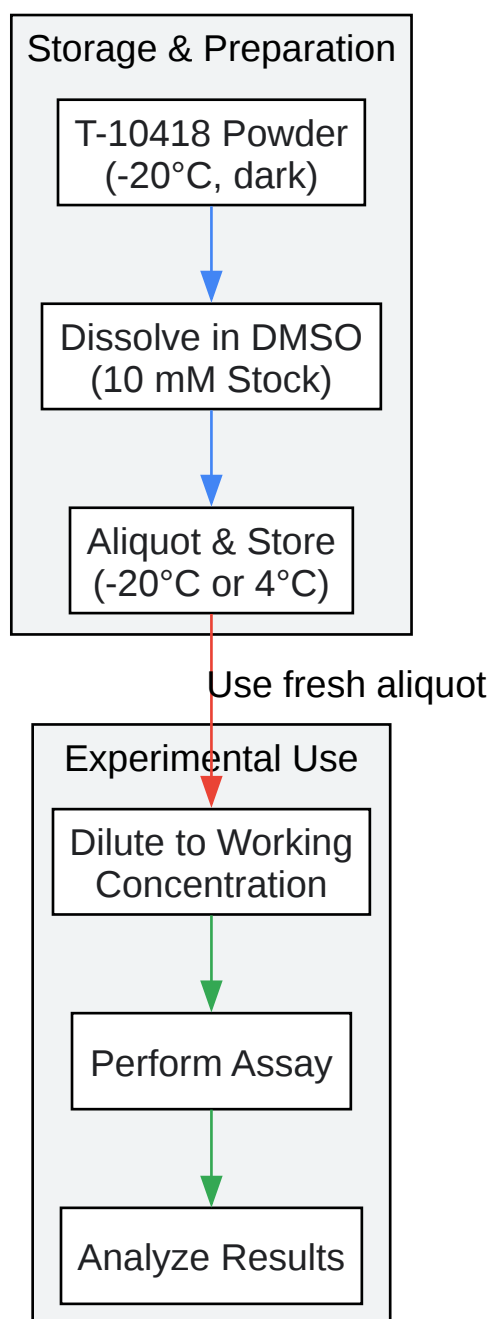 Storage & Preparation
T-10418 Powder
(-20°C, dark)
Dissolve in DMSO
(10 mM Stock)
Aliquot & Store
(-20°C or 4°C)
Use fresh aliquot
Experimental Use
Dilute to Working
Concentration
Perform Assay
Analyze Results